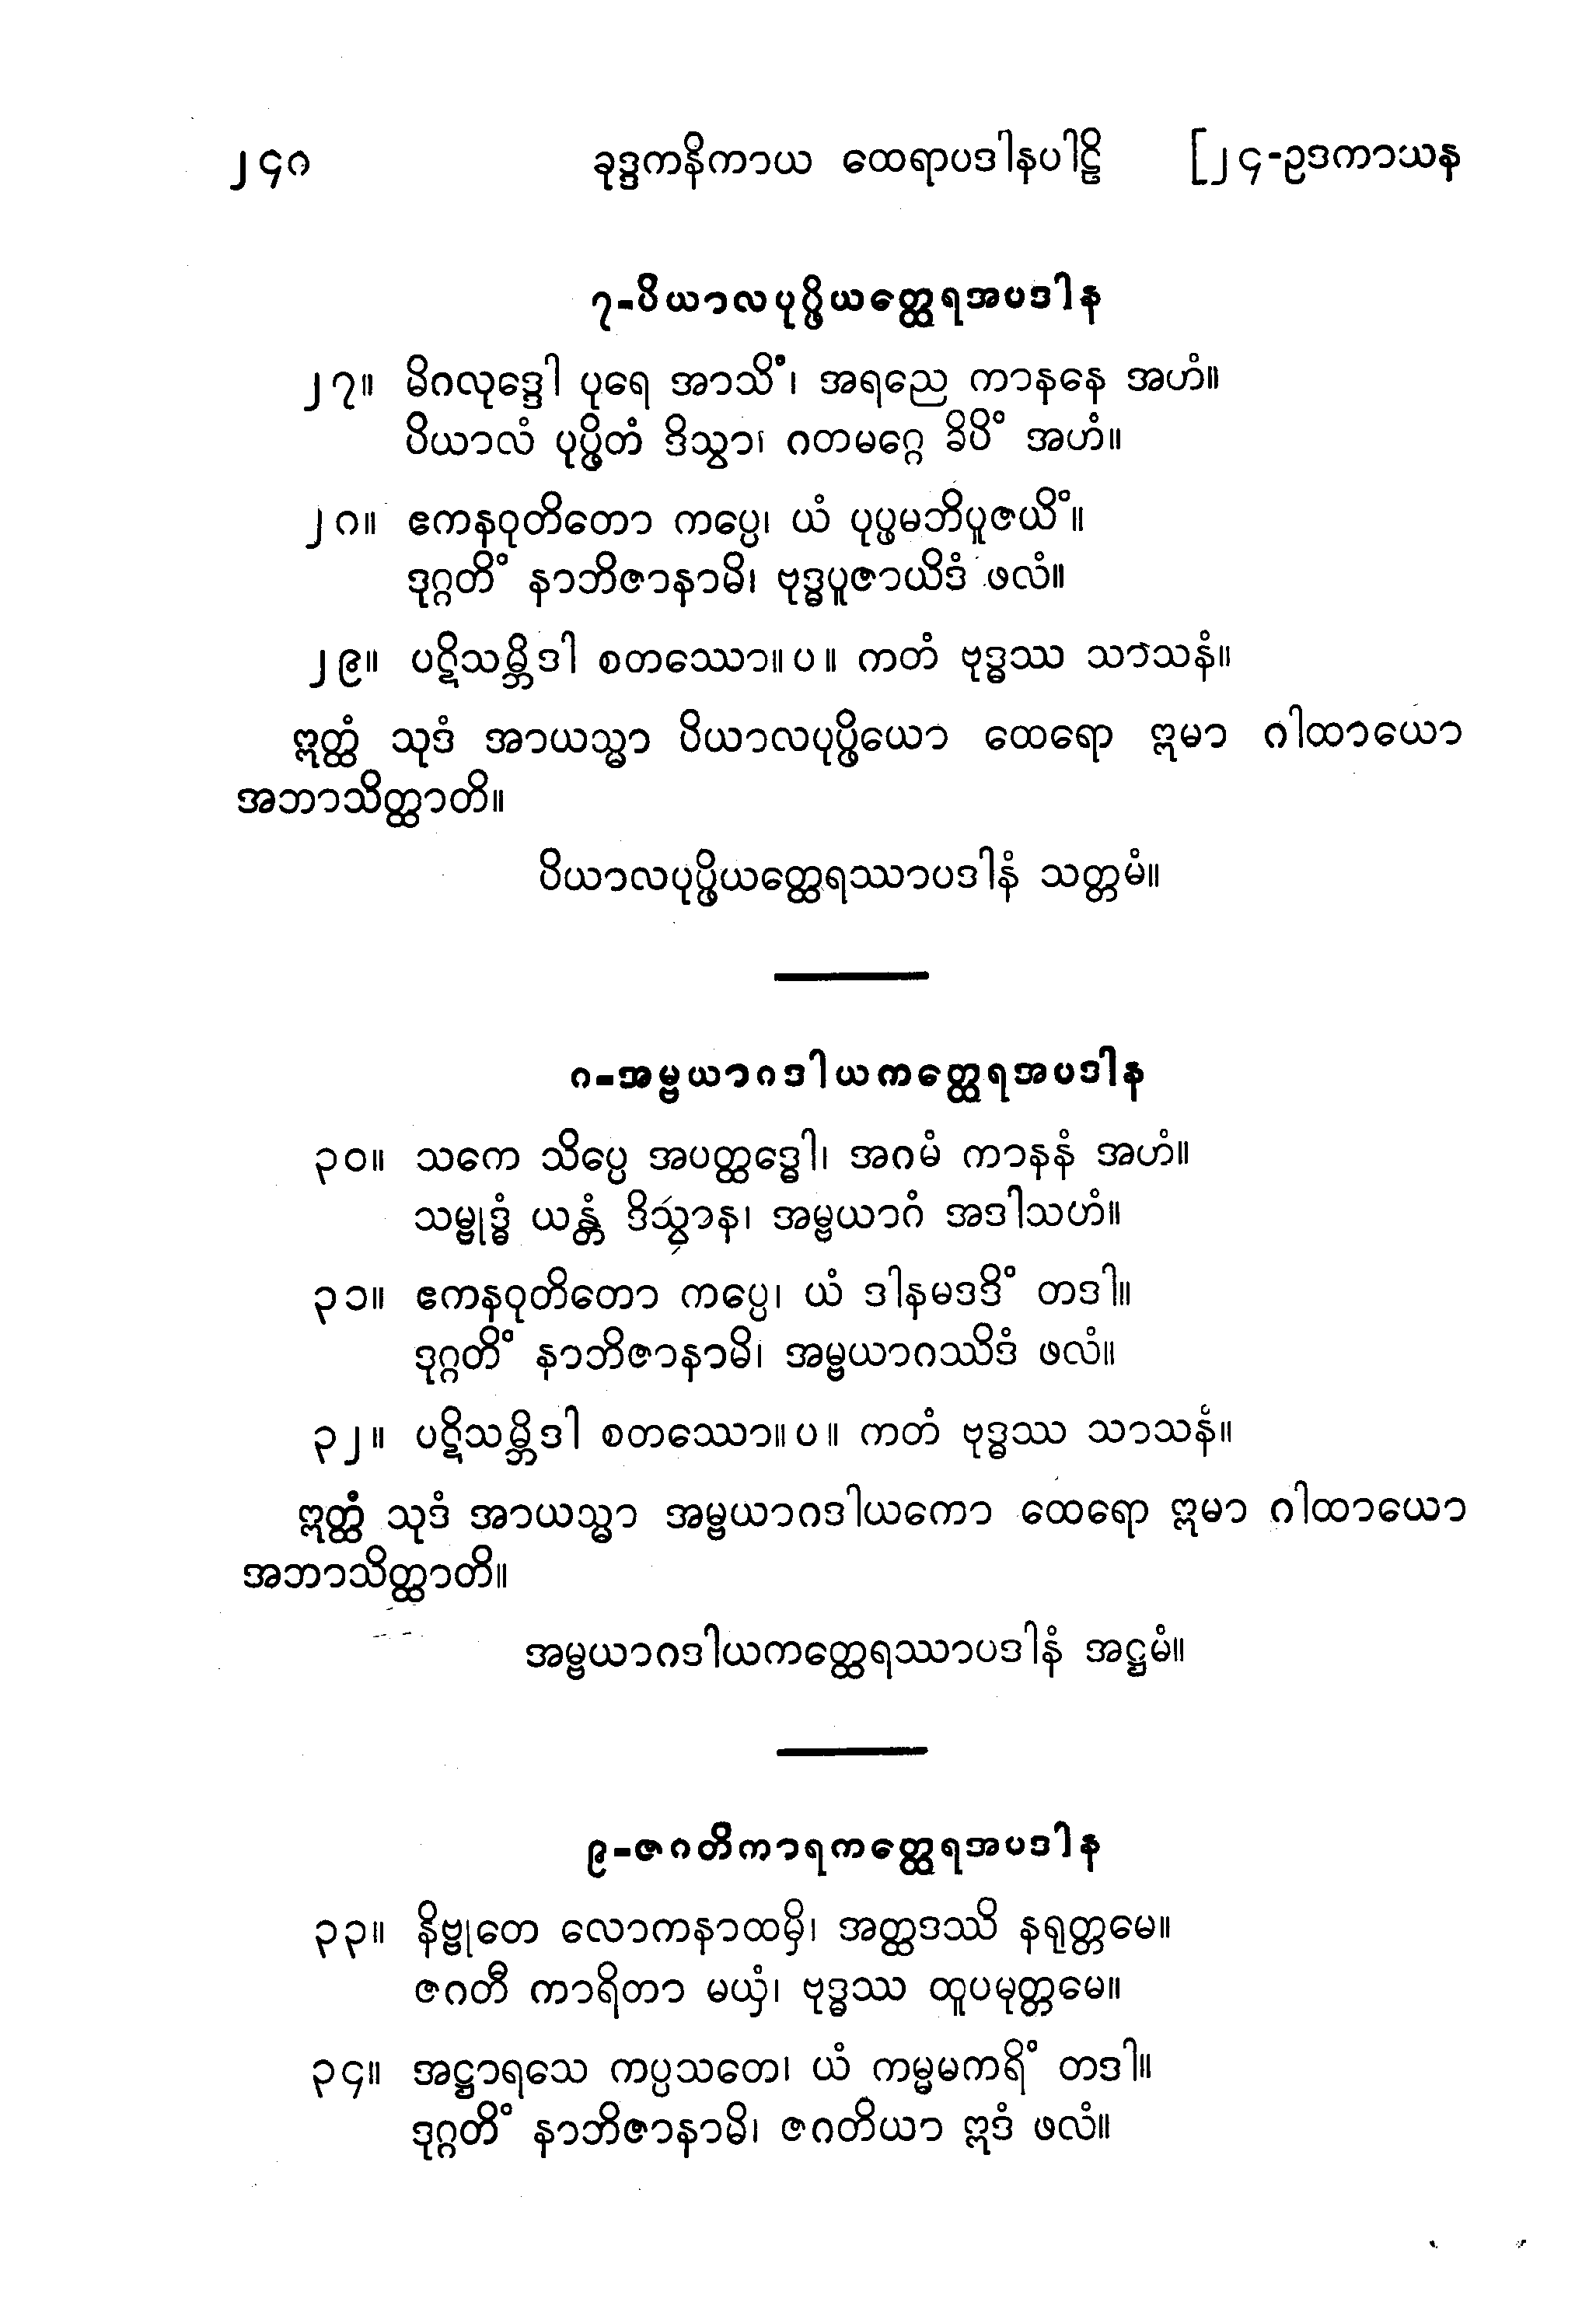 ၂၄၈ ခုဒ္ဒကနိကာယ ထေရာပဒါနပါဠိ [၂၄-ဥဒကာသန
၇-ပိယာလပုပ္ဖိယတ္ထေရအပဒါန
၂၇။ မိဂလုဒ္ဒေါ ပုရေ အာသိံ၊ အရညေ ကာနနေ အဟံ။
ပိယာလံ ပုပ္ဖိတံ ဒိသွာ၊ ဂတမဂ္ဂေ ခိပိံ အဟံ။
၂၈။ ဧကနဝုတိတော ကပ္ပေ၊ ယံ ပုပ္ဖမဘိပူဇယိံ။
ဒုဂ္ဂတိံ နာဘိဇာနာမိ၊ ဗုဒ္ဓပူဇာယိဒံ ဖလံ။
၂၉။ ပဋိသမ္ဘိဒါ စတဿော။ ပ ။ ကတံ ဗုဒ္ဓဿ သာသနံ။
ဣတ္ထံ သုဒံ အာယသ္မာ ပိယာလပုပ္ဖိယော ထေရော ဣမာ ဂါထာယော
အဘာသိတ္ထာတိ။
ပိယာလပုပ္ဖိယတ္ထေရဿာပဒါနံ သတ္တမံ။
၈-အမ္ဗယာဂဒါယကတ္ထေရအပဒါန
၃၀။ သကေ သိပ္ပေ အပတ္ထဒ္ဓေါ၊ အဂမံ ကာနနံ အဟံ။
သမ္ဗုဒ္ဓံ ယန္တံ ဒိသွာန၊ အမ္ဗယာဂံ အဒါသဟံ။
၃၁။ ဧကနဝုတိတော ကပ္ပေ၊ ယံ ဒါနမဒဒိံ တဒါ။
ဒုဂ္ဂတိံ နာဘိဇာနာမိ၊ အမ္ဗယာဂဿိဒံ ဖလံ။
၃၂။ ပဋိသမ္ဘိဒါ စတဿော။ ပ ။ ကတံ ဗုဒ္ဓဿ သာသနံ။
ဣတ္ထံ သုဒံ အာယသ္မာ အမ္ဗယာဂဒါယကော ထေရော ဣမာ ဂါထာယော
အဘာသိတ္ထာတိ။
အမ္ဗယာဂဒါယကတ္ထေရဿာပဒါနံ အဋ္ဌမံ။
၉-ဇဂတိကာရကတ္ထေရအပဒါန
၃၃။ နိဗ္ဗုတေ လောကနာထမှိ၊ အတ္ထဒဿိ နရုတ္တမေ။
ဇဂတီ ကာရိတာ မယှံ၊ ဗုဒ္ဓဿ ထူပမုတ္တမေ။
၃၄။ အဋ္ဌာရသေ ကပ္ပသတေ၊ ယံ ကမ္မမကရိံ တဒါ။
ဒုဂ္ဂတိံ နာဘိဇာနာမိ၊ ဇဂတိယာ ဣဒံ ဖလံ။